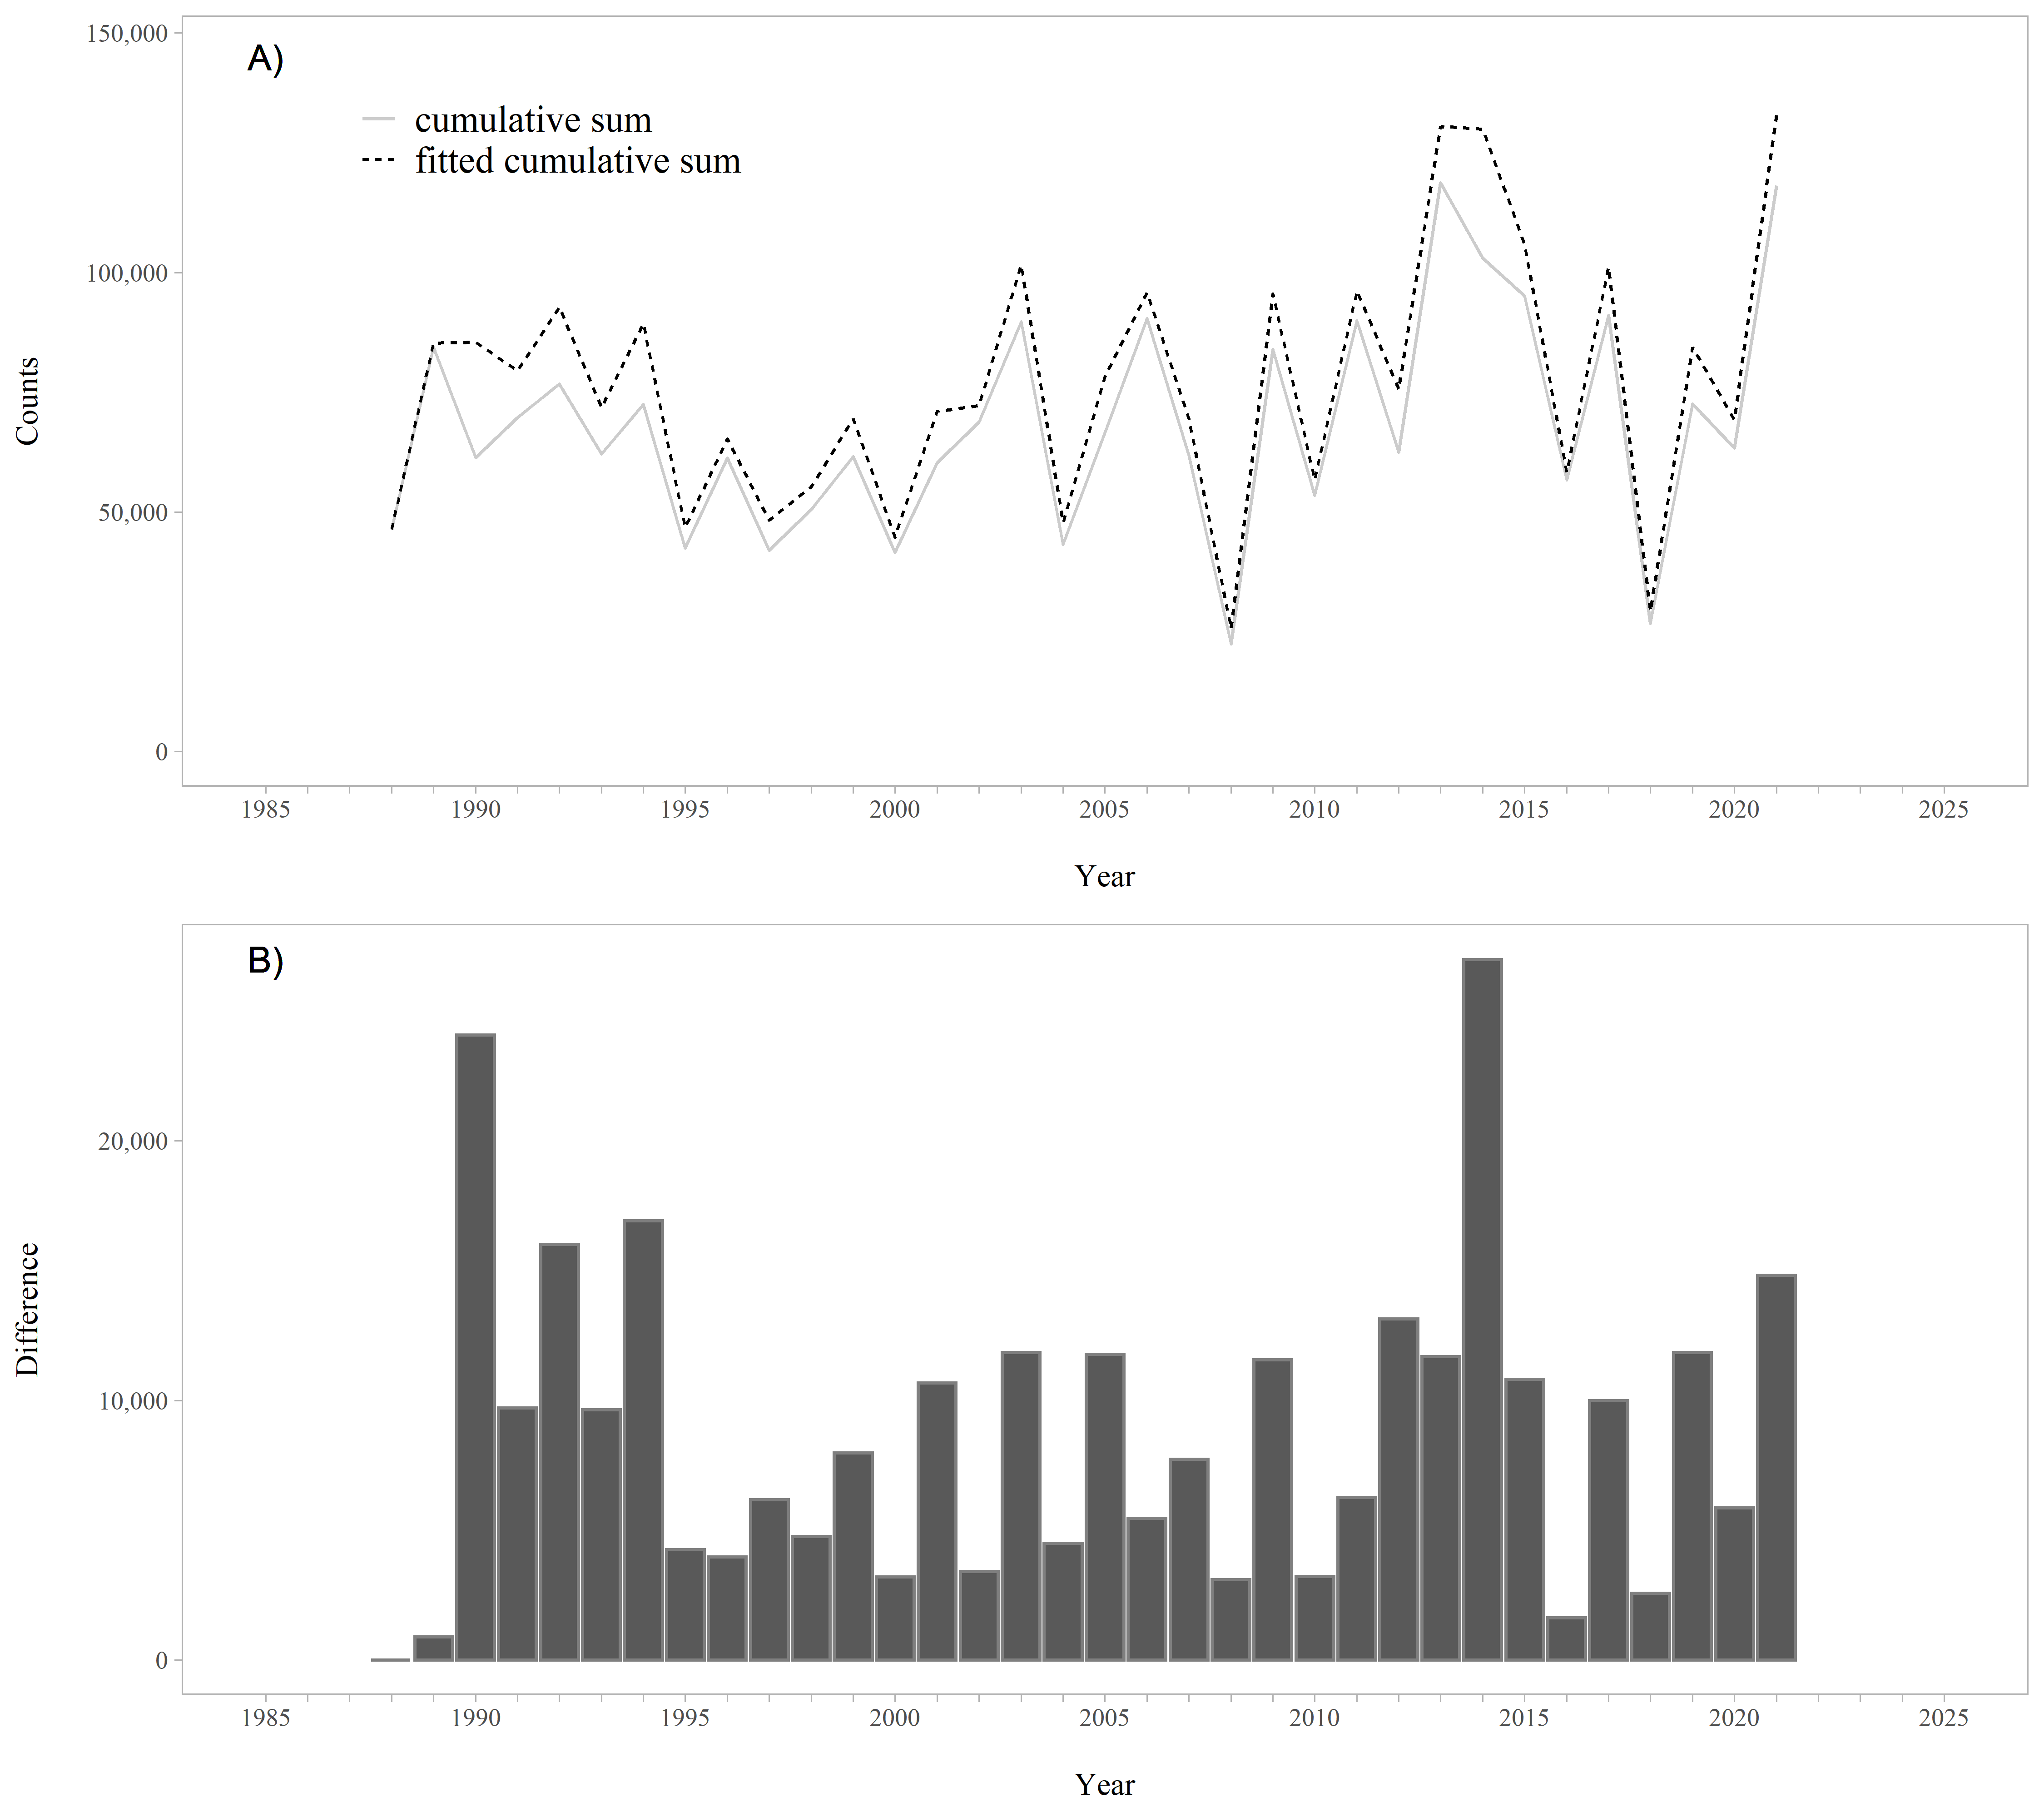 A)
150,000
100,000
50,000
0
Counts
cumulative sum
fitted cumulative sum
1985 1990 1995 2000 2005 2010 2015 2020 2025
Year
B)
20,000
10,000
0
Difference
1985 1990 1995 2000 2005 2010 2015 2020 2025
Year